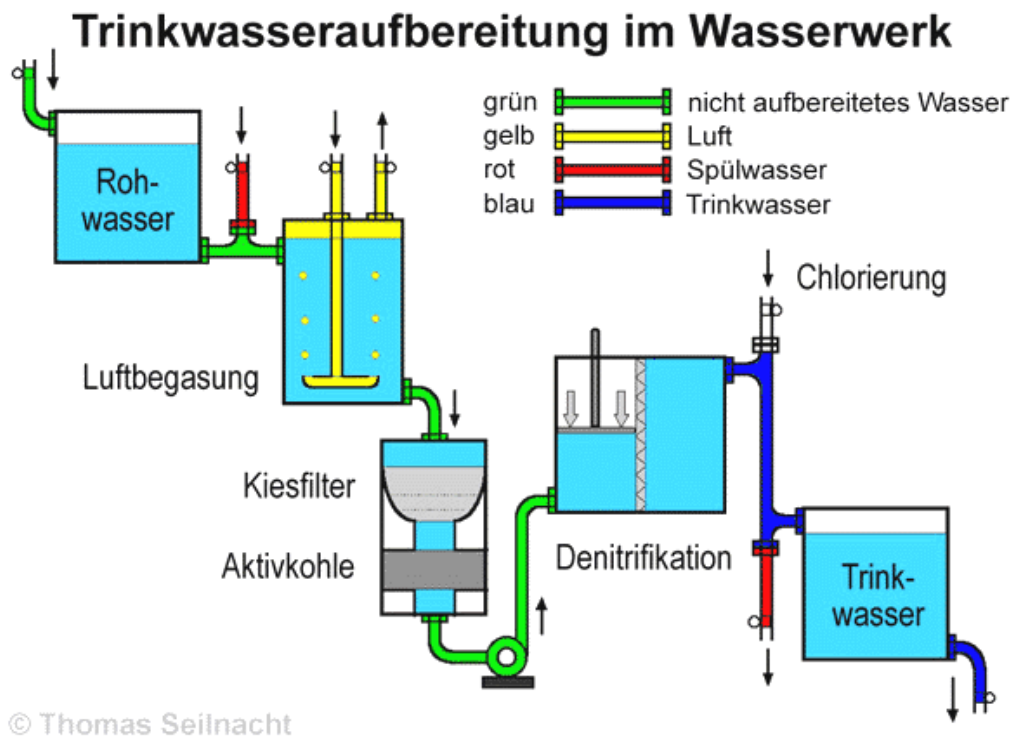 Trinkwasseraufbereitung im Wasserwerk
grün nicht aufbereitetes Wasser
gelb Luft
rot Spülwasser
blau Trinkwasser
Roh-
wasser
Chlorierung
Luftbegasung
Kiesfilter
Aktivkohle
Denitrifikation
Trink-
wasser
© Thomas Seilnacht